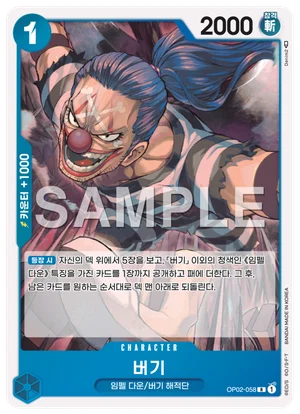 1
2000
참격
斬
카운터 +1000
SAMPLE
등장 시 자신의 덱 위에서 5장을 보고, 「버기」 이외의 청색인 《임펠
다운》 특징을 가진 카드를 1장까지 공개하고 패에 더한다. 그 후,
남은 카드를 원하는 순서대로 덱 맨 아래로 되돌린다.
CHARACTER
버기
임펠 다운/버기 해적단
OP02-058 R 1
BANDAI MADE IN KOREA